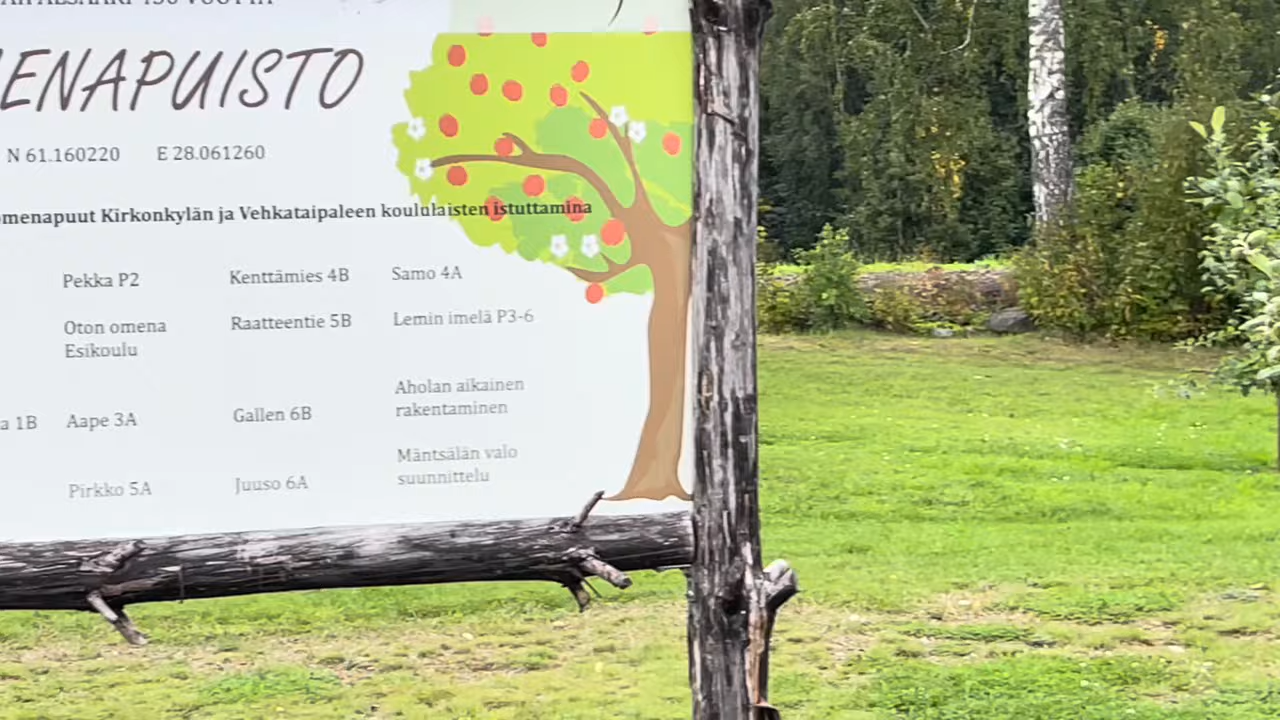 ENAPUISTO
N 61.160220 E 28.061260
menapuut Kirkonkylän ja Vehkataipaleen koululaisten istuttamina
Pekka P2 Kenttämies 4B Samo 4A
Oton omena Raatteentie 5B Lemin imelä P3-6
Esikoulu
Aholan aikainen
a 1B Aape 3A Gallen 6B rakentaminen
Mäntsälän valo
Pirkko 5A Juuso 6A suunnittelu